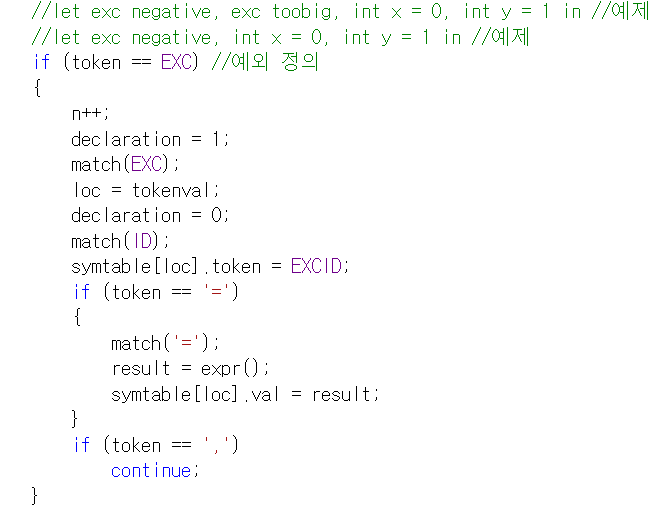 //let exc negative, exc toobig, int x = 0, int y = 1 in //예제
//let exc negative, int x = 0, int y = 1 in //예제
if (token == EXC) //예외 정의
{
n++;
declaration = 1;
match(EXC);
loc = tokenval;
declaration = 0;
match(ID);
symtable[loc].token = EXCID;
if (token == '=')
{
match('=');
result = expr();
symtable[loc].val = result;
}
if (token == ',')
continue;
}